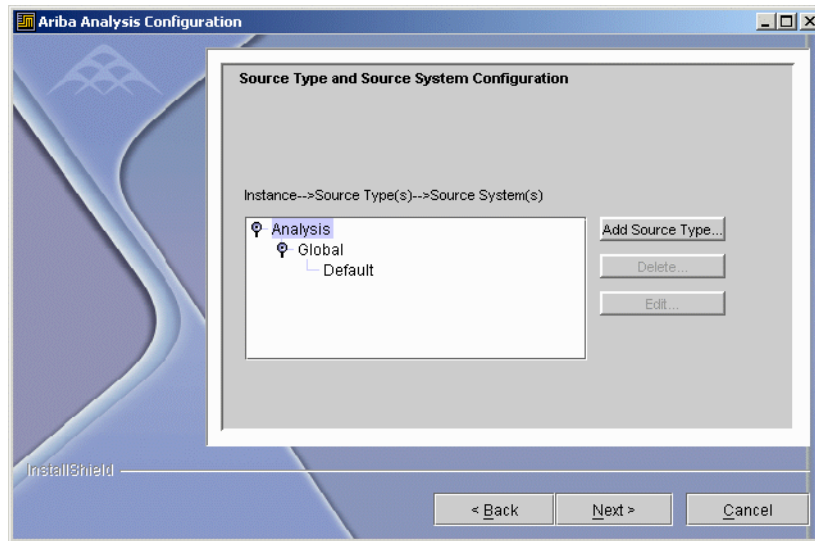 Ariba Analysis Configuration
Source Type and Source System Configuration
Instance-->Source Type(s)-->Source System(s)
Analysis
Add Source Type...
Global
Default
Delete...
Edit...
InstallShield
< Back
Next >
Cancel